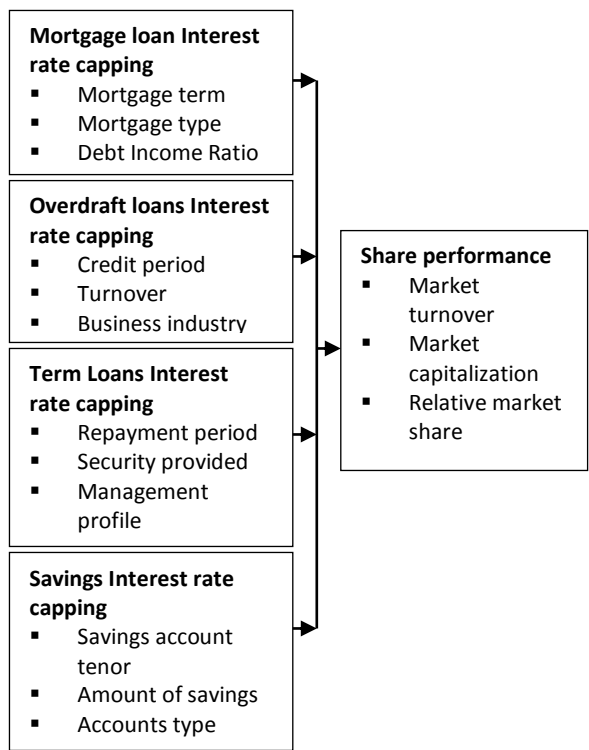 Mortgage loan Interest
rate capping
▪ Mortgage term
▪ Mortgage type
▪ Debt Income Ratio
Overdraft loans Interest
rate capping
▪ Credit period
▪ Turnover
▪ Business industry
Term Loans Interest
rate capping
▪ Repayment period
▪ Security provided
▪ Management
profile
Savings Interest rate
capping
▪ Savings account
tenor
▪ Amount of savings
▪ Accounts type
Share performance
▪ Market
turnover
▪ Market
capitalization
▪ Relative market
share